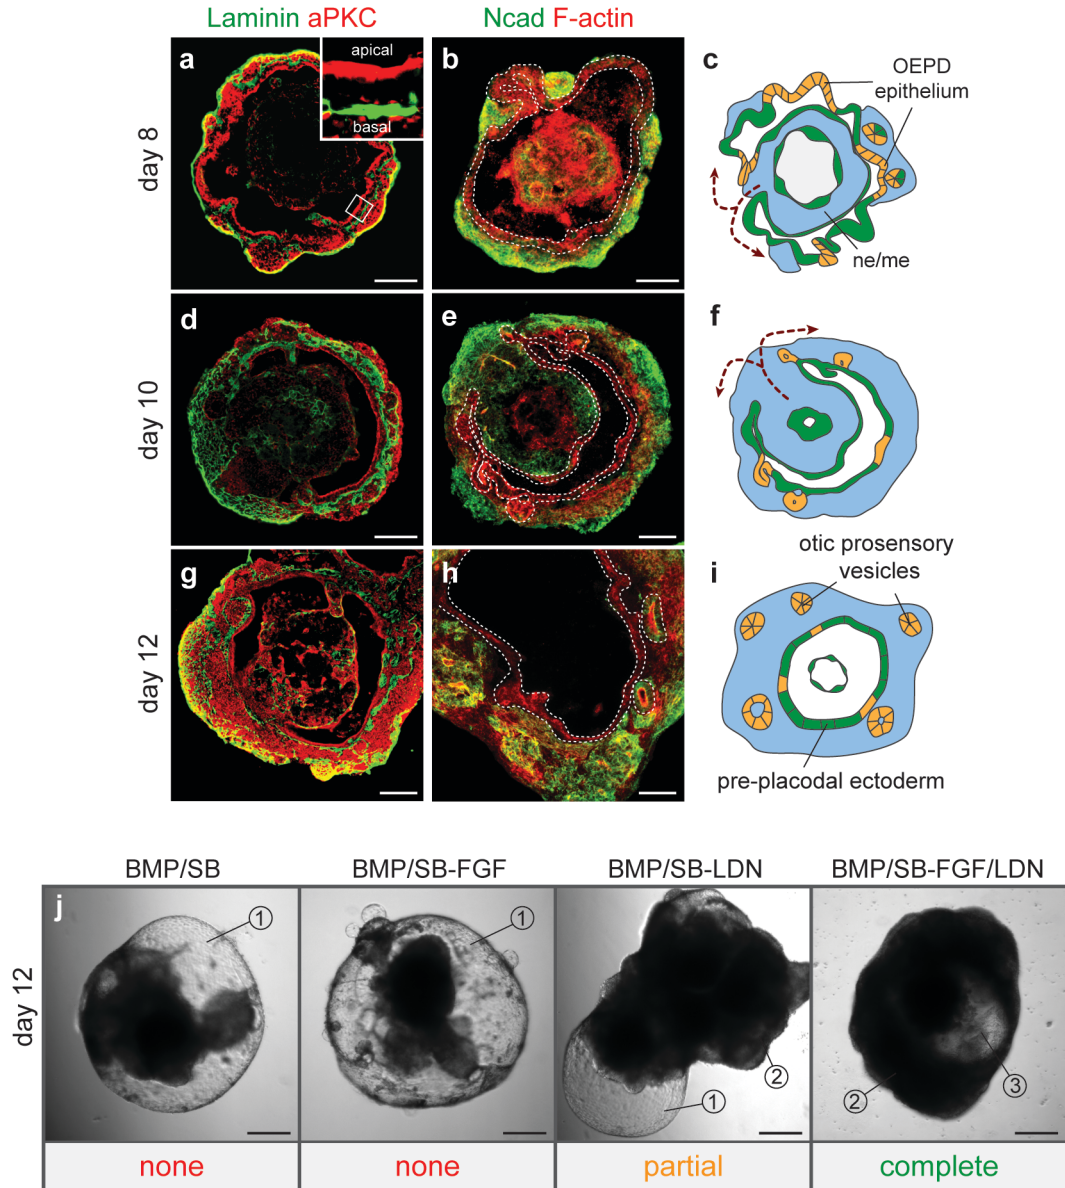 Laminin aPKC
Ncad F-actin
a
apical
basal
b
c
OEPD
epithelium
ne/me
day 8
d
e
f
day 10
g
h
i
otic prosensory
vesicles
pre-placodal ectoderm
day 12
BMP/SB
BMP/SB-FGF
BMP/SB-LDN
BMP/SB-FGF/LDN
j
1
1
2
1
2
3
day 12
none
none
partial
complete